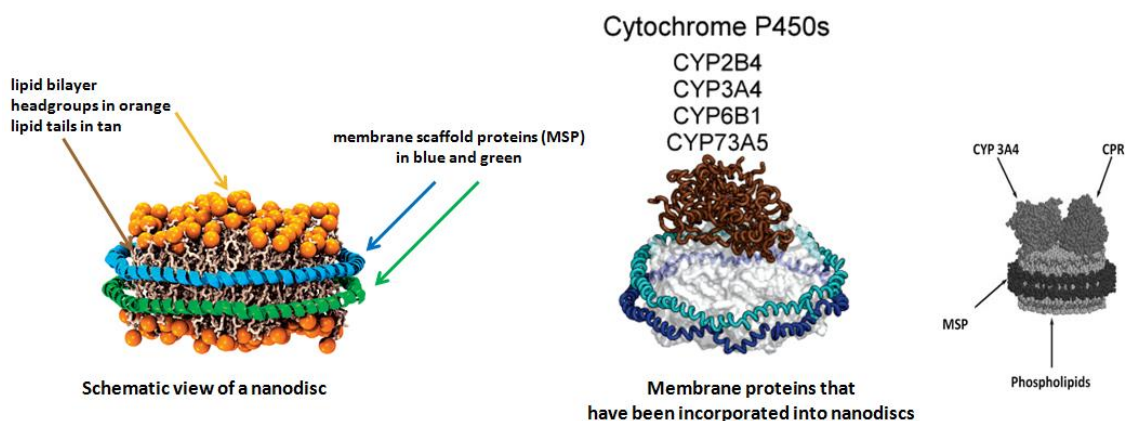 lipid bilayer
headgroups in orange
lipid tails in tan
membrane scaffold proteins (MSP)
in blue and green
Schematic view of a nanodisc
Cytochrome P450s
CYP2B4
CYP3A4
CYP6B1
CYP73A5
Membrane proteins that
have been incorporated into nanodiscs
CYP 3A4
CPR
MSP
Phospholipids